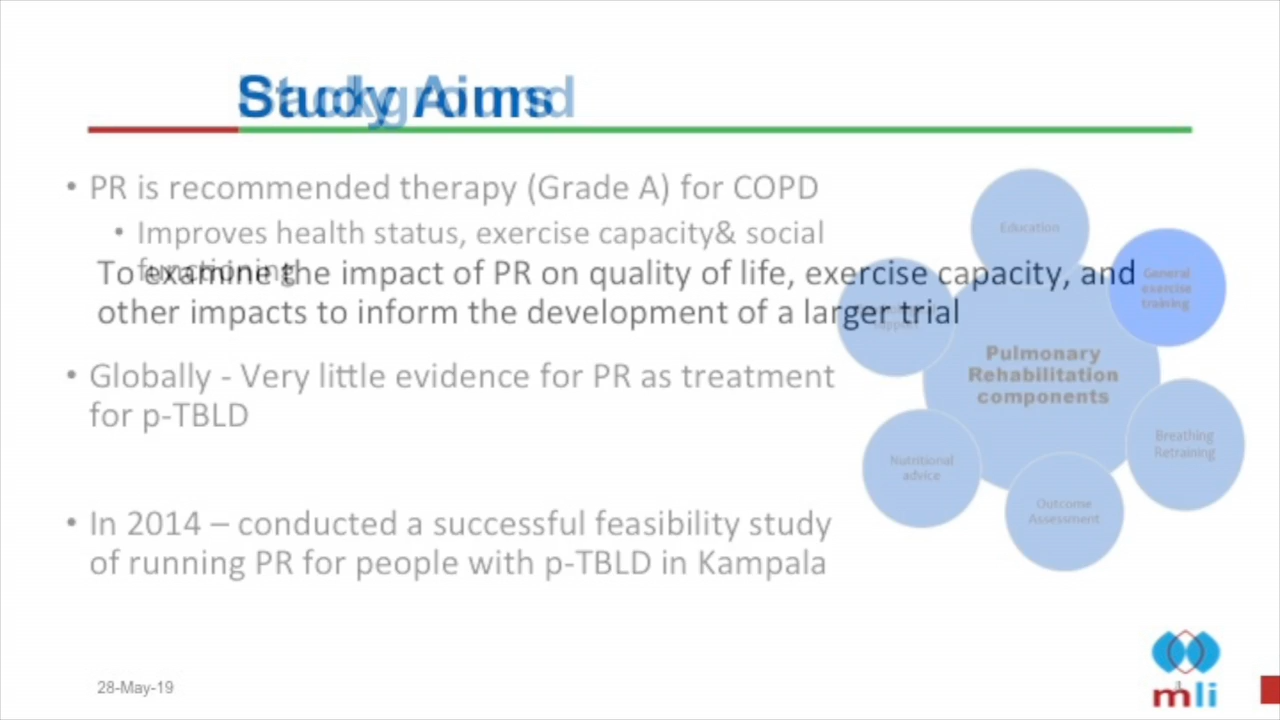 Study Aims
Background
• PR is recommended therapy (Grade A) for COPD
• Improves health status, exercise capacity& social
functioning
To examine the impact of PR on quality of life, exercise capacity, and
other impacts to inform the development of a larger trial
• Globally - Very little evidence for PR as treatment
for p-TBLD
• In 2014 – conducted a successful feasibility study
of running PR for people with p-TBLD in Kampala
Education
General
exercise
training
support
Pulmonary
Rehabilitation
components
Breathing
Retraining
Nutritional
advice
Outcome
Assessment
28-May-19
mli